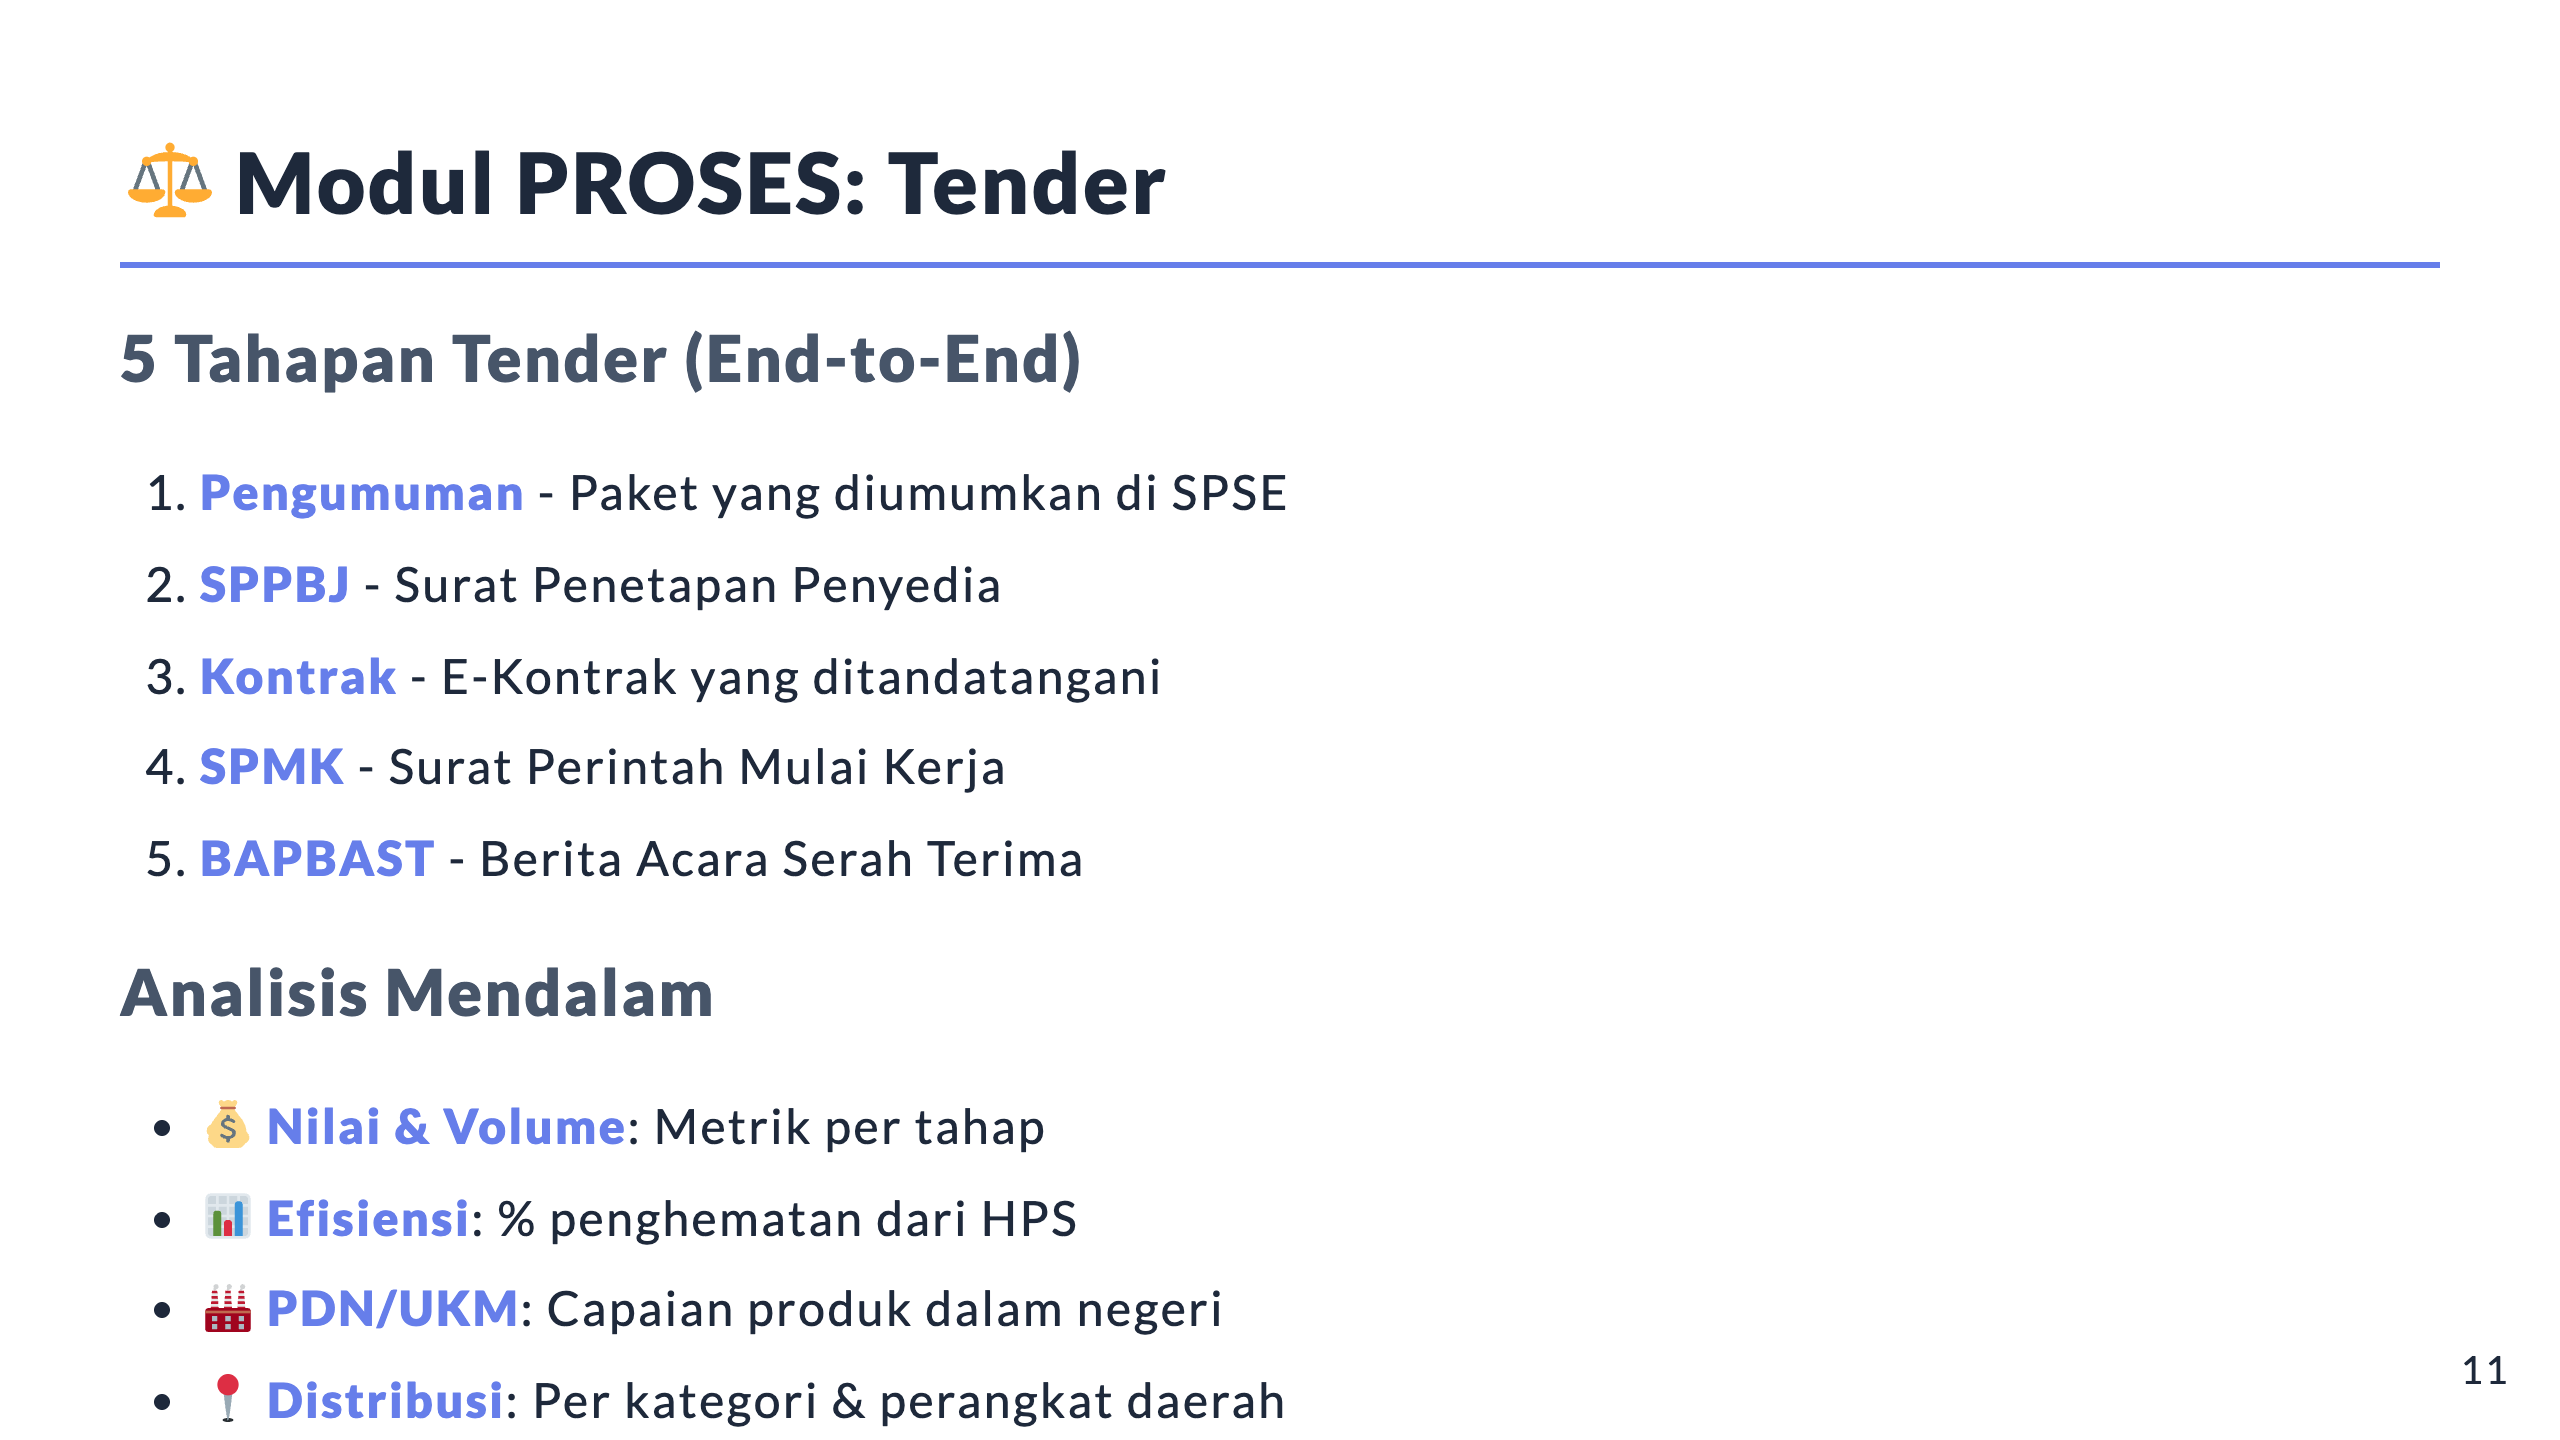 Modul PROSES: Tender
5 Tahapan Tender (End-to-End)
1. Pengumuman - Paket yang diumumkan di SPSE
2. SPPBJ - Surat Penetapan Penyedia
3. Kontrak - E-Kontrak yang ditandatangani
4. SPMK - Surat Perintah Mulai Kerja
5. BAPBAST - Berita Acara Serah Terima
Analisis Mendalam
• Nilai & Volume: Metrik per tahap
• Efisiensi: % penghematan dari HPS
• PDN/UKM: Capaian produk dalam negeri
• Distribusi: Per kategori & perangkat daerah
11